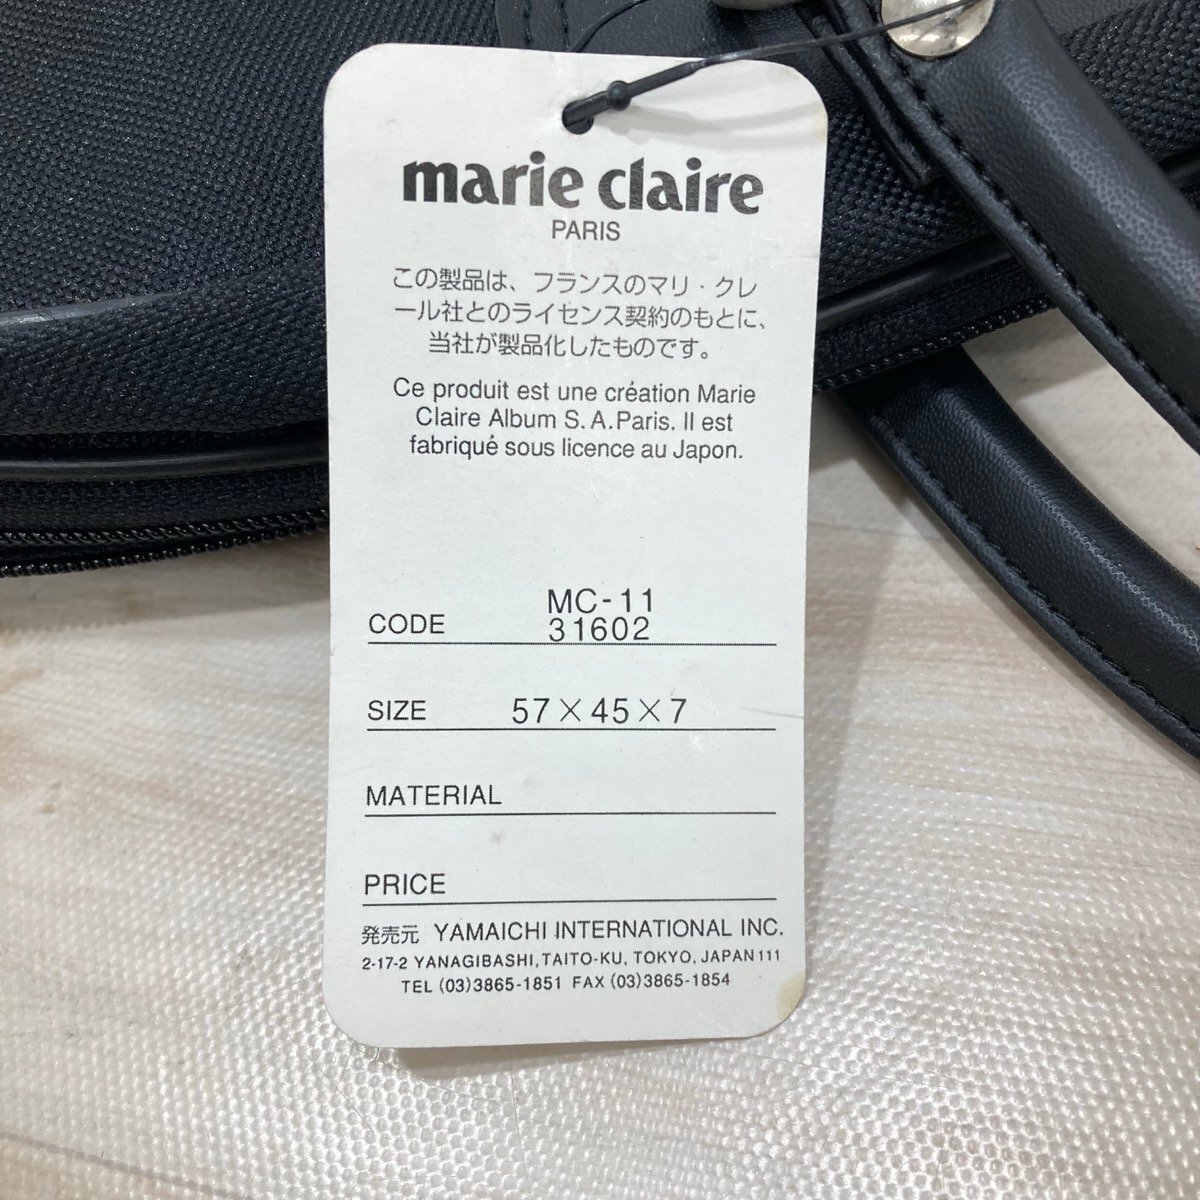 marie claire
PARIS
この製品は、フランスのマリ・クレ
ール社とのライセンス契約のもとに、
当社が製品化したものです。
Ce produit est une création Marie
Claire Album S.A.Paris. Il est
fabriqué sous licence au Japon.
MC-11
CODE 31602
SIZE 57×45×7
MATERIAL
PRICE
発売元 YAMAICHI INTERNATIONAL INC.
2-17-2 YANAGIBASHI, TAITO-KU, TOKYO, JAPAN 111
TEL (03)3865-1851 FAX (03)3865-1854